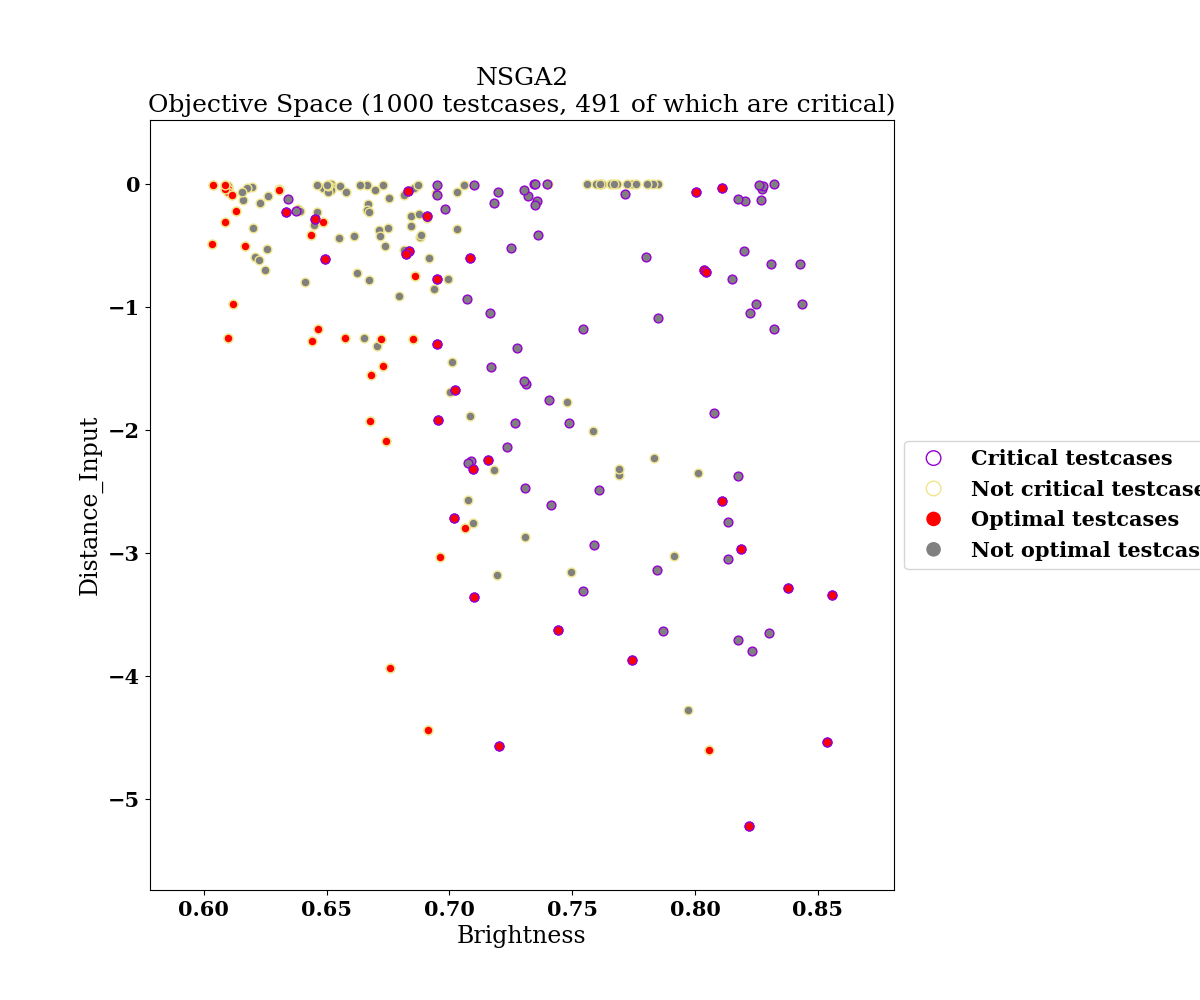 NSGA2
Objective Space (1000 testcases, 491 of which are critical)
0
−1
−2
−3
−4
−5
Distance_Input
0.60 0.65 0.70 0.75 0.80 0.85
Brightness
Critical testcases
Not critical testcase
Optimal testcases
Not optimal testcas